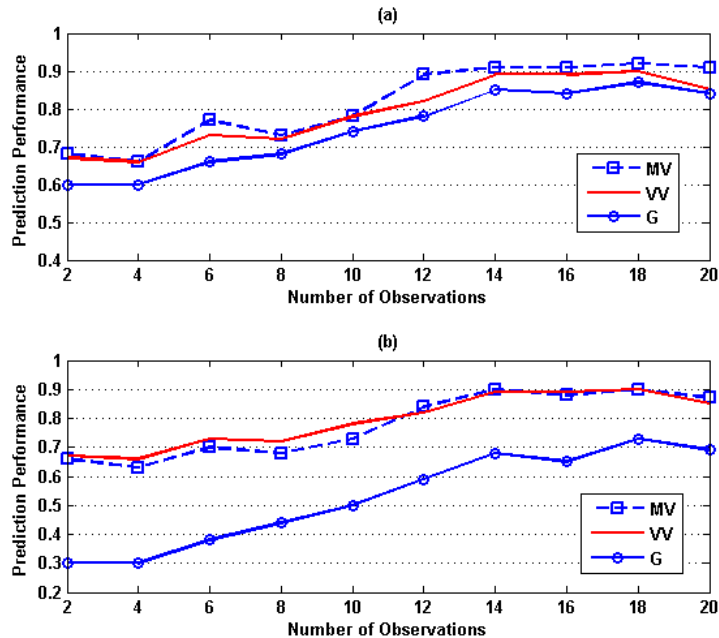 (a)
1
0.9
0.8
0.7
0.6
0.5
0.4
Prediction Performance
MV
VV
G
2 4 6 8 10 12 14 16 18 20
Number of Observations
(b)
1
0.9
0.8
0.7
0.6
0.5
0.4
0.3
0.2
Prediction Performance
MV
VV
G
2 4 6 8 10 12 14 16 18 20
Number of Observations